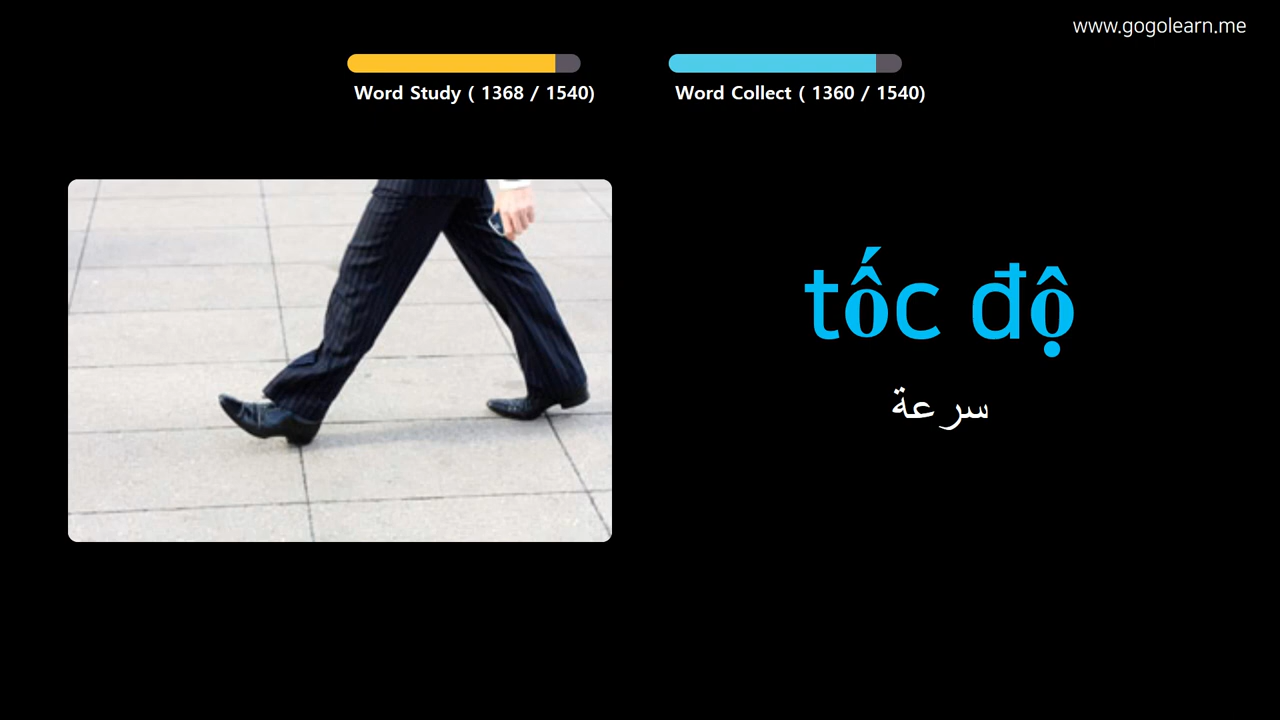 www.gogolearn.me
Word Study ( 1368 / 1540)
Word Collect ( 1360 / 1540)
tốc độ
سرعة